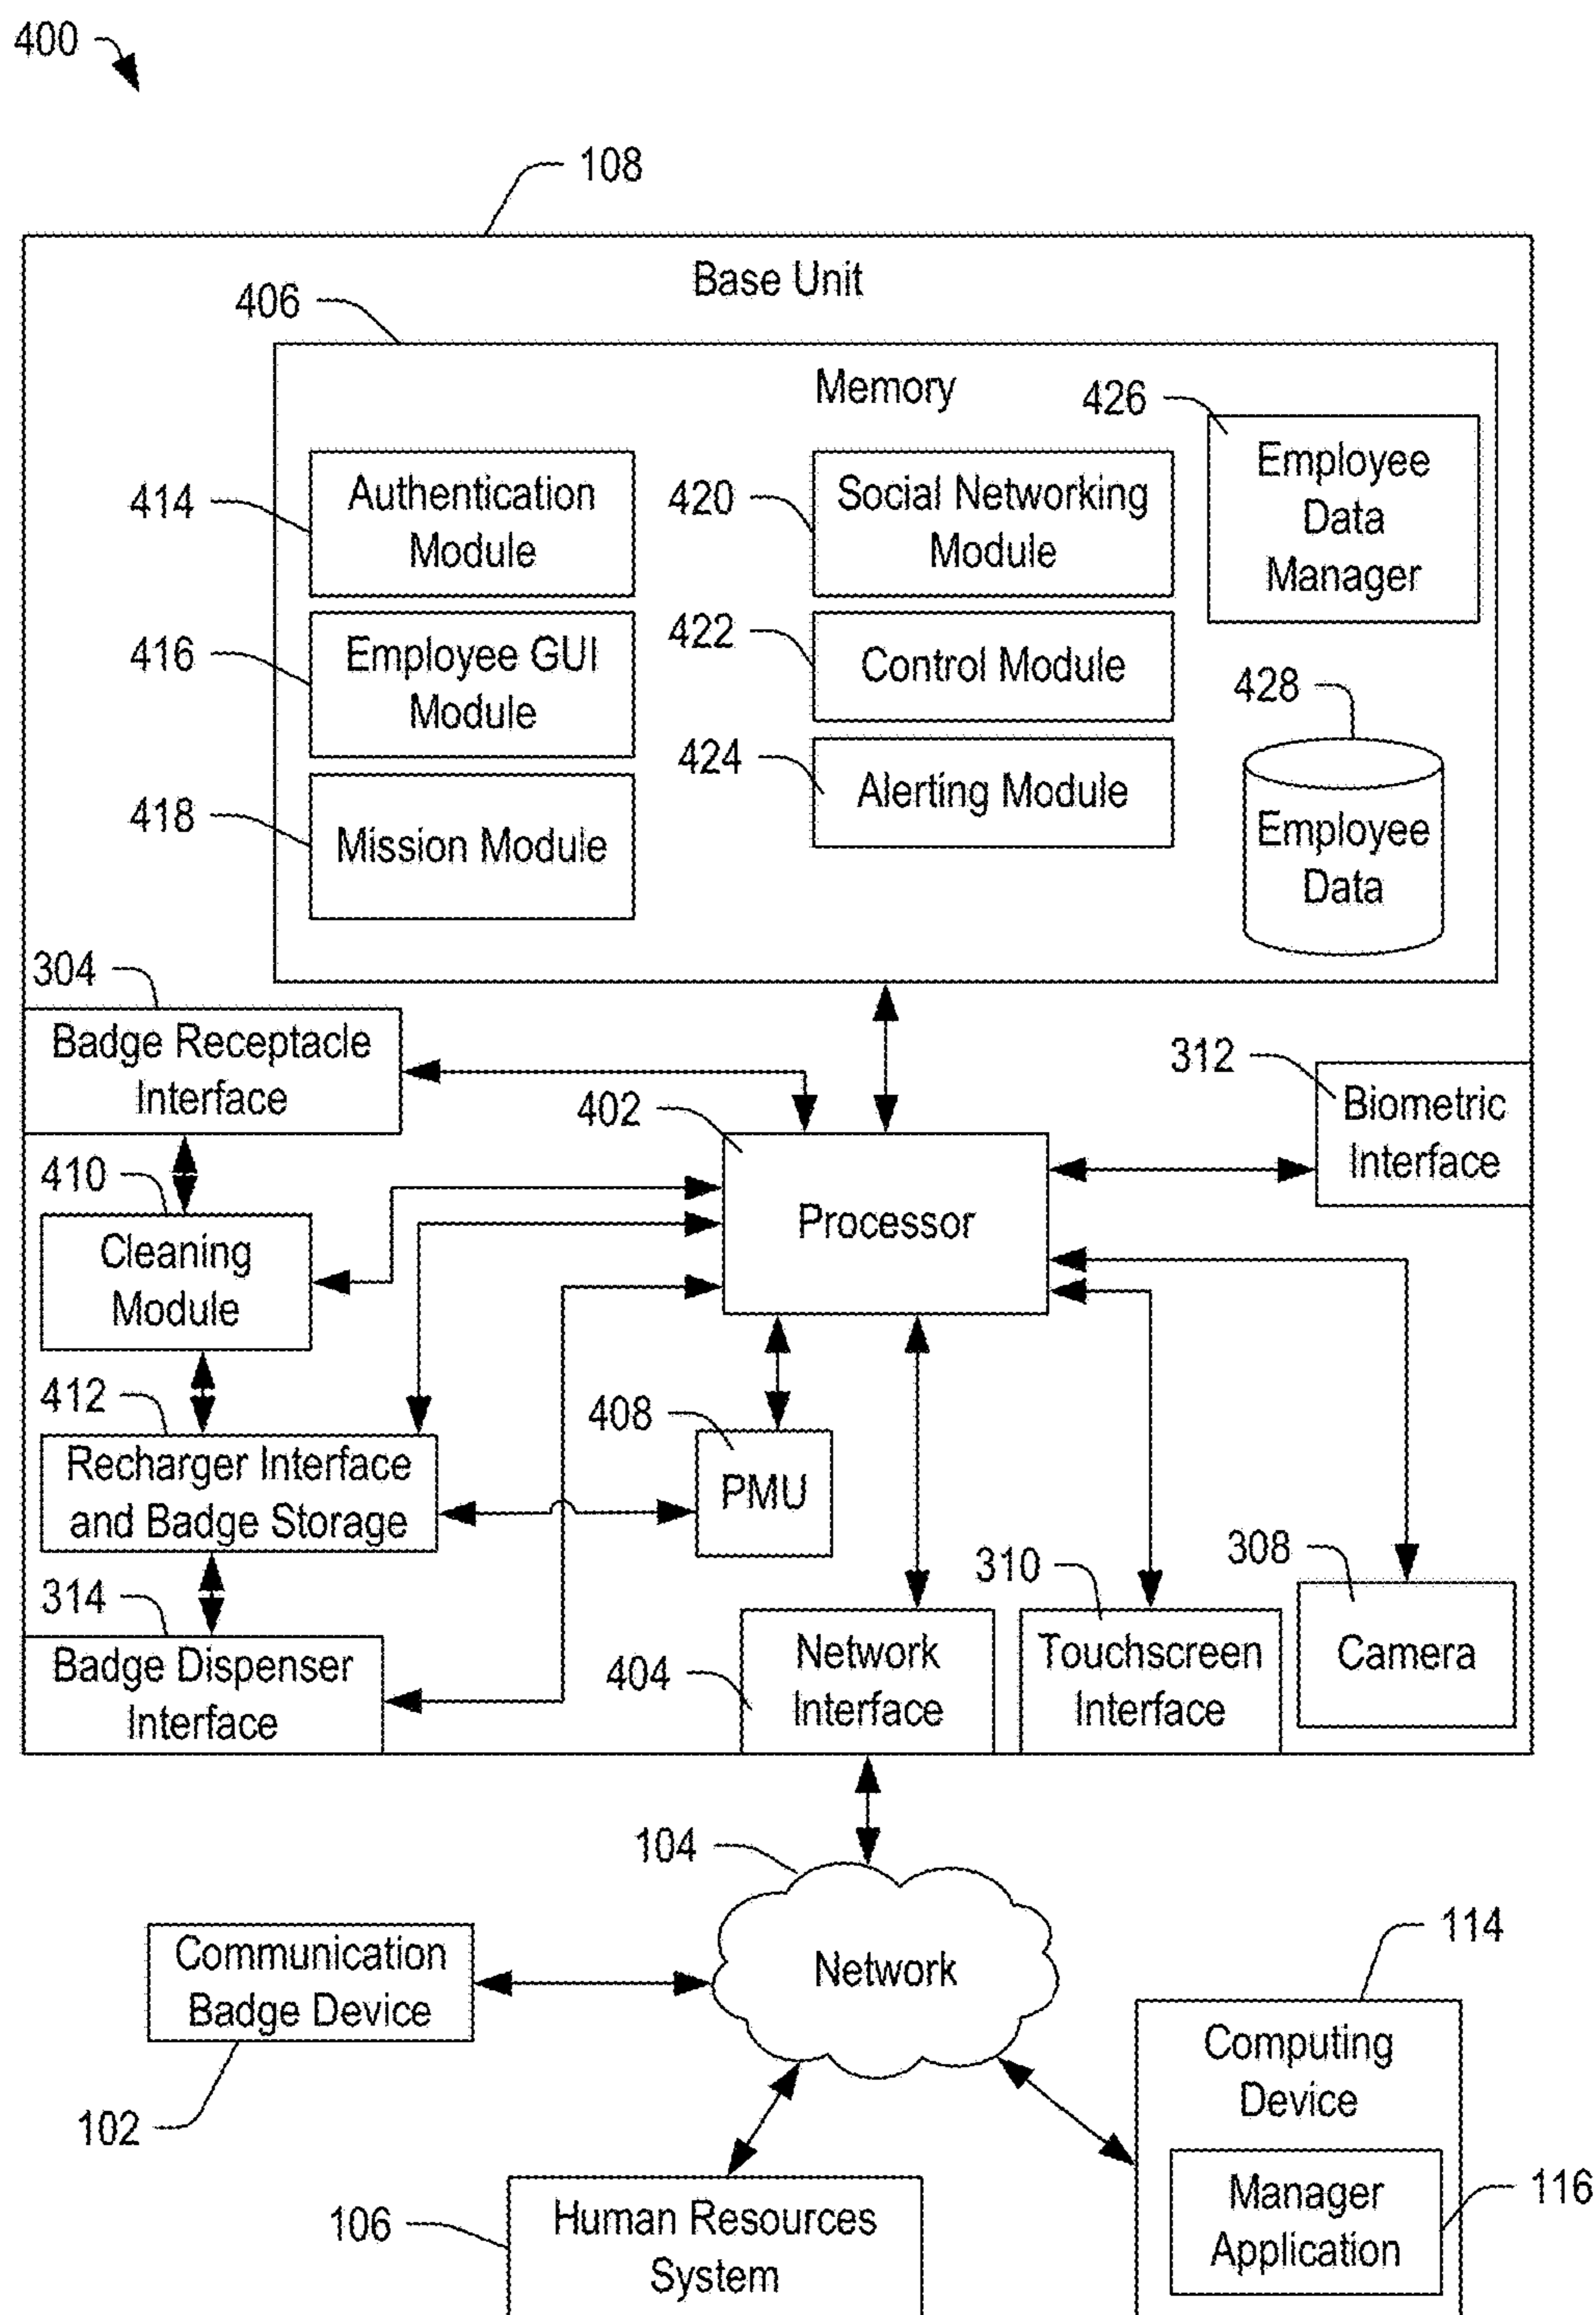 400
108
Base Unit
406
Memory
426
Employee
Data
Manager
414
Authentication
Module
420
Social Networking
Module
416
Employee GUI
Module
422
Control Module
428
Employee
Data
418
Mission Module
424
Alerting Module
304
Badge Receptacle
Interface
402
Processor
312
Biometric
Interface
410
Cleaning
Module
412
Recharger Interface
and Badge Storage
408
PMU
314
Badge Dispenser
Interface
404
Network
Interface
310
Touchscreen
Interface
308
Camera
104
Network
Communication
Badge Device
102
114
Computing
Device
Manager
Application
116
106
Human Resources
System